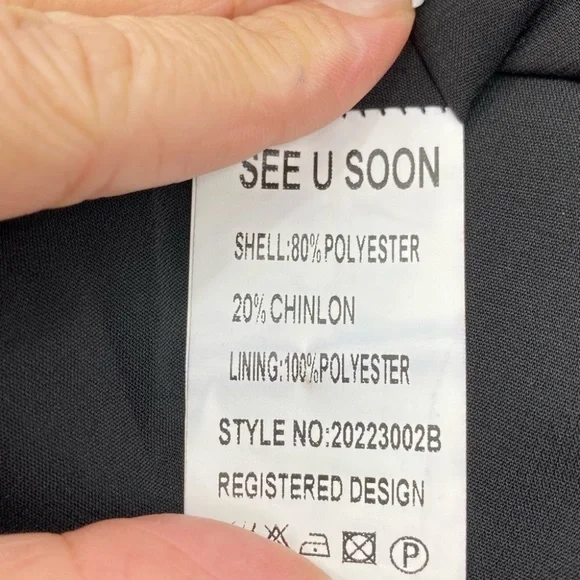 SEE U SOON
SHELL:80%POLYESTER
20% CHINLON
LINING:100%POLYESTER
STYLE NO:20223002B
REGISTERED DESIGN
P